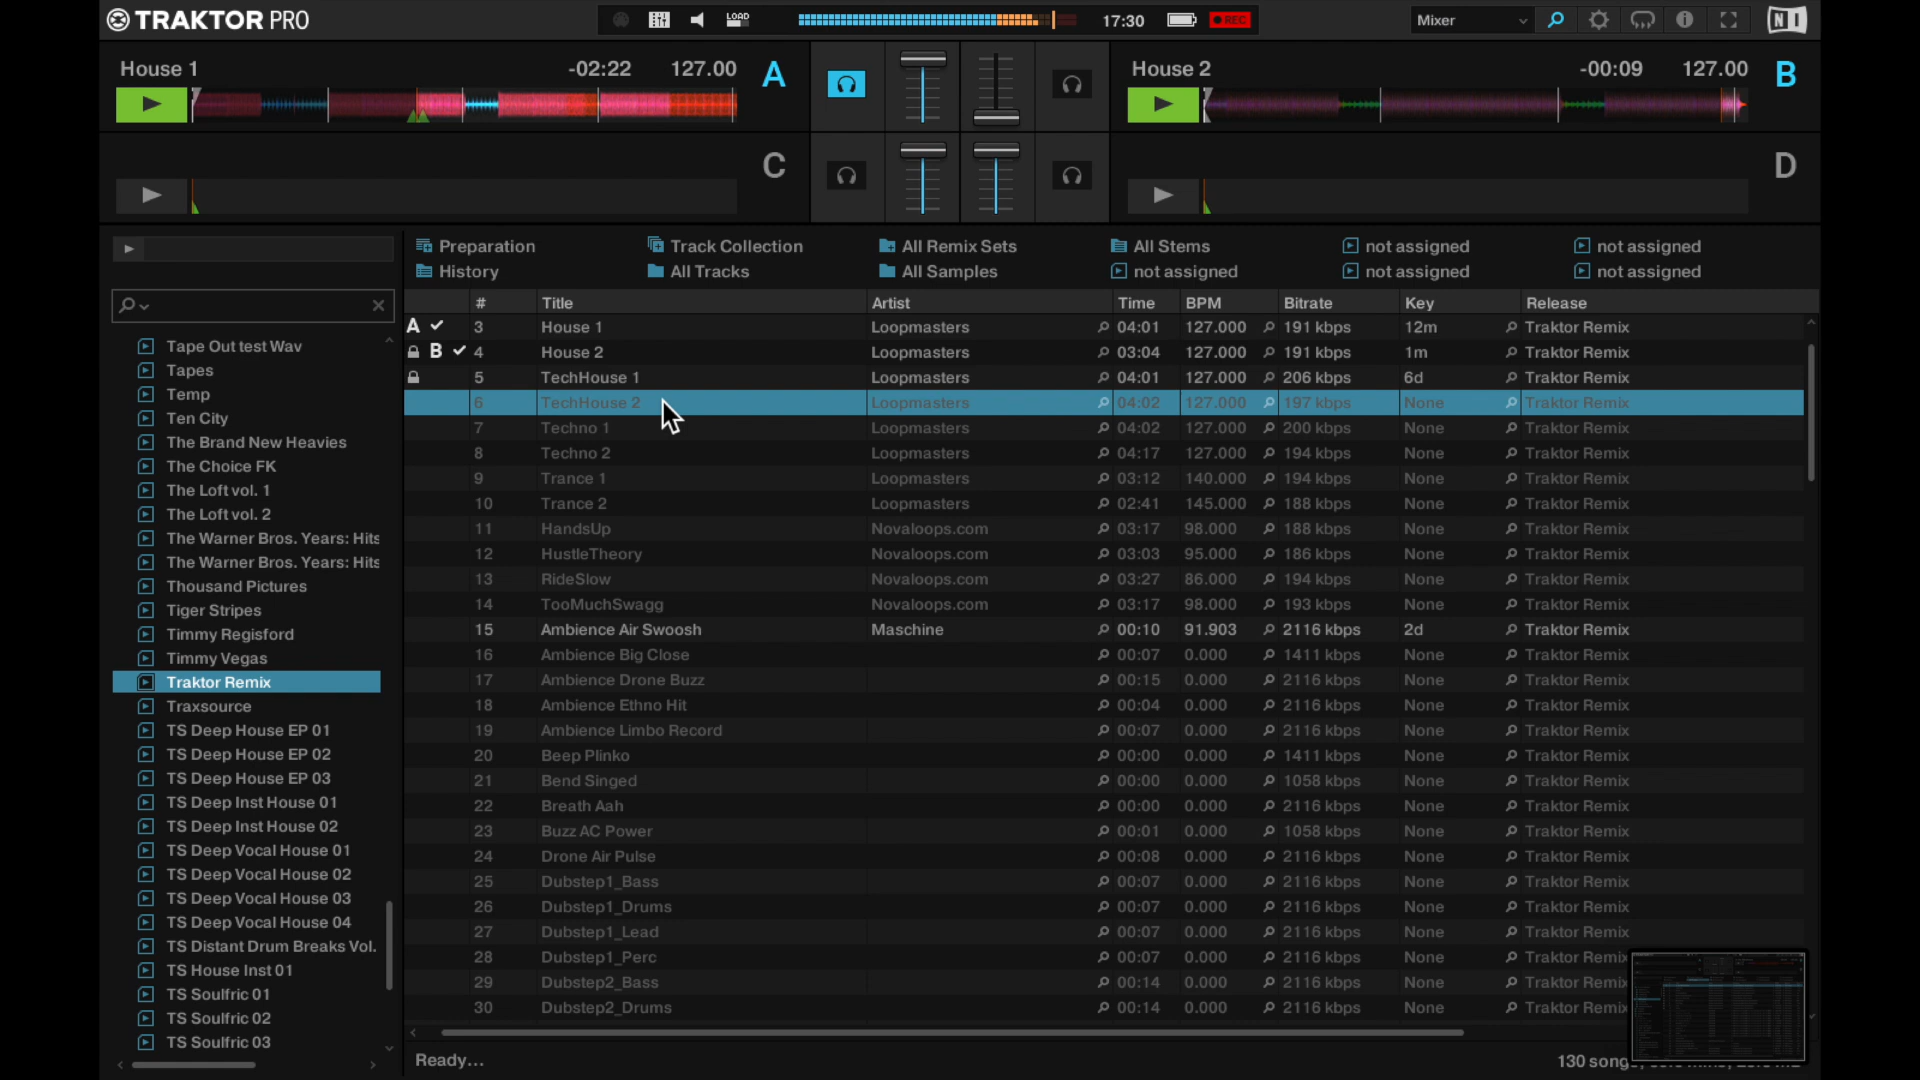 TRAKTOR PRO
LOAD
17:30
REC
Mixer
NI
House 1 -02:22 127.00 A
House 2 -00:09 127.00 B
C
D
Preparation Track Collection All Remix Sets All Stems not assigned not assigned
History All Tracks All Samples not assigned not assigned not assigned
# Title Artist Time BPM Bitrate Key Release
A 3 House 1 Loopmasters 04:01 127.000 191 kbps 12m Traktor Remix
B 4 House 2 Loopmasters 03:04 127.000 191 kbps 1m Traktor Remix
5 TechHouse 1 Loopmasters 04:01 127.000 206 kbps 6d Traktor Remix
6 TechHouse 2 Loopmasters 04:02 127.000 197 kbps None Traktor Remix
7 Techno 1 Loopmasters 04:02 127.000 200 kbps None Traktor Remix
8 Techno 2 Loopmasters 04:17 127.000 194 kbps None Traktor Remix
9 Trance 1 Loopmasters 03:12 140.000 194 kbps None Traktor Remix
10 Trance 2 Loopmasters 02:41 145.000 188 kbps None Traktor Remix
11 HandsUp Novaloops.com 03:17 98.000 188 kbps None Traktor Remix
12 HustleTheory Novaloops.com 03:03 95.000 186 kbps None Traktor Remix
13 RideSlow Novaloops.com 03:27 86.000 194 kbps None Traktor Remix
14 TooMuchSwagg Novaloops.com 03:17 98.000 193 kbps None Traktor Remix
15 Ambience Air Swoosh Maschine 00:10 91.903 2116 kbps 2d Traktor Remix
16 Ambience Big Close 00:07 0.000 1411 kbps None Traktor Remix
17 Ambience Drone Buzz 00:15 0.000 2116 kbps None Traktor Remix
18 Ambience Ethno Hit 00:04 0.000 2116 kbps None Traktor Remix
19 Ambience Limbo Record 00:07 0.000 2116 kbps None Traktor Remix
20 Beep Plinko 00:00 0.000 1411 kbps None Traktor Remix
21 Bend Singed 00:00 0.000 1058 kbps None Traktor Remix
22 Breath Aah 00:00 0.000 2116 kbps None Traktor Remix
23 Buzz AC Power 00:01 0.000 1058 kbps None Traktor Remix
24 Drone Air Pulse 00:08 0.000 2116 kbps None Traktor Remix
25 Dubstep1_Bass 00:07 0.000 2116 kbps None Traktor Remix
26 Dubstep1_Drums 00:07 0.000 2116 kbps None Traktor Remix
27 Dubstep1_Lead 00:07 0.000 2116 kbps None Traktor Remix
28 Dubstep1_Perc 00:07 0.000 2116 kbps None Traktor Remix
29 Dubstep2_Bass 00:14 0.000 2116 kbps None Traktor Remi
30 Dubstep2_Drums 00:14 0.000 2116 kbps None Traktor Remi
Tape Out test Wav
Tapes
Temp
Ten City
The Brand New Heavies
The Choice FK
The Loft vol. 1
The Loft vol. 2
The Warner Bros. Years: Hits
The Warner Bros. Years: Hits
Thousand Pictures
Tiger Stripes
Timmy Regisford
Timmy Vegas
Traktor Remix
Traxsource
TS Deep House EP 01
TS Deep House EP 02
TS Deep House EP 03
TS Deep Inst House 01
TS Deep Inst House 02
TS Deep Vocal House 01
TS Deep Vocal House 02
TS Deep Vocal House 03
TS Deep Vocal House 04
TS Distant Drum Breaks Vol.
TS House Inst 01
TS Soulfric 01
TS Soulfric 02
TS Soulfric 03
Ready...
130 song